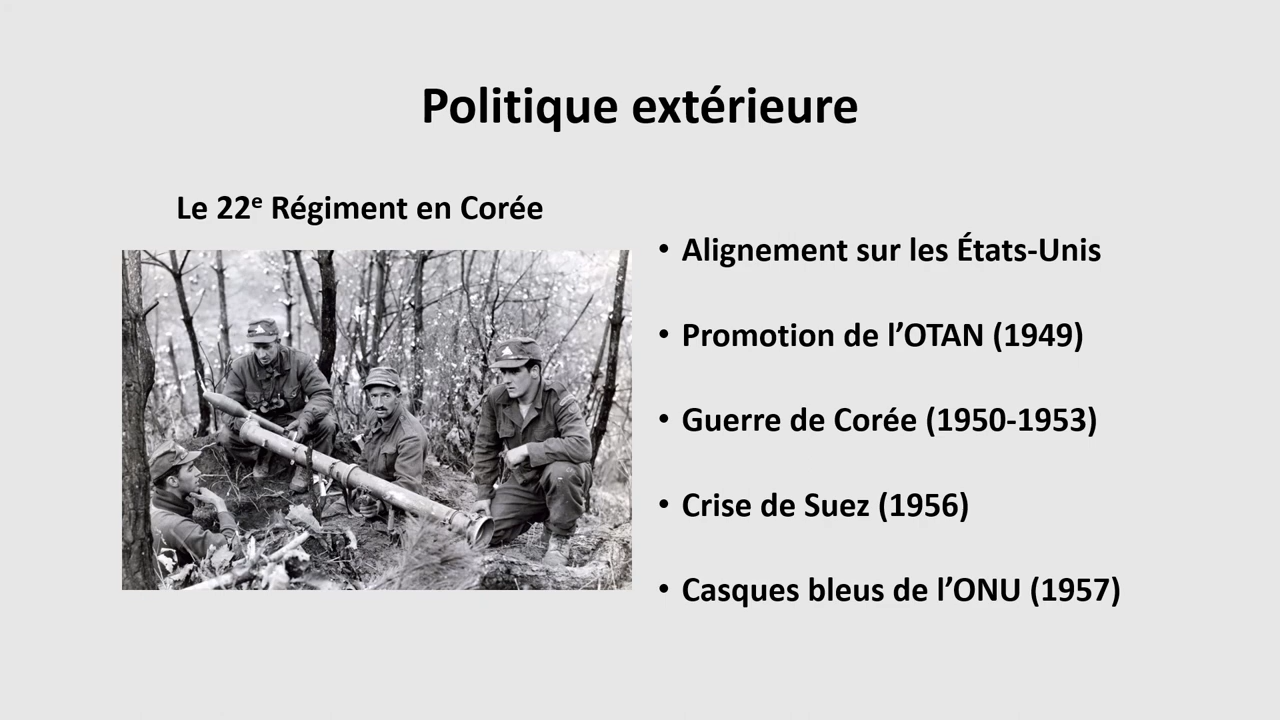 Politique extérieure
Le 22e Régiment en Corée
• Alignement sur les États-Unis
• Promotion de l’OTAN (1949)
• Guerre de Corée (1950-1953)
• Crise de Suez (1956)
• Casques bleus de l’ONU (1957)